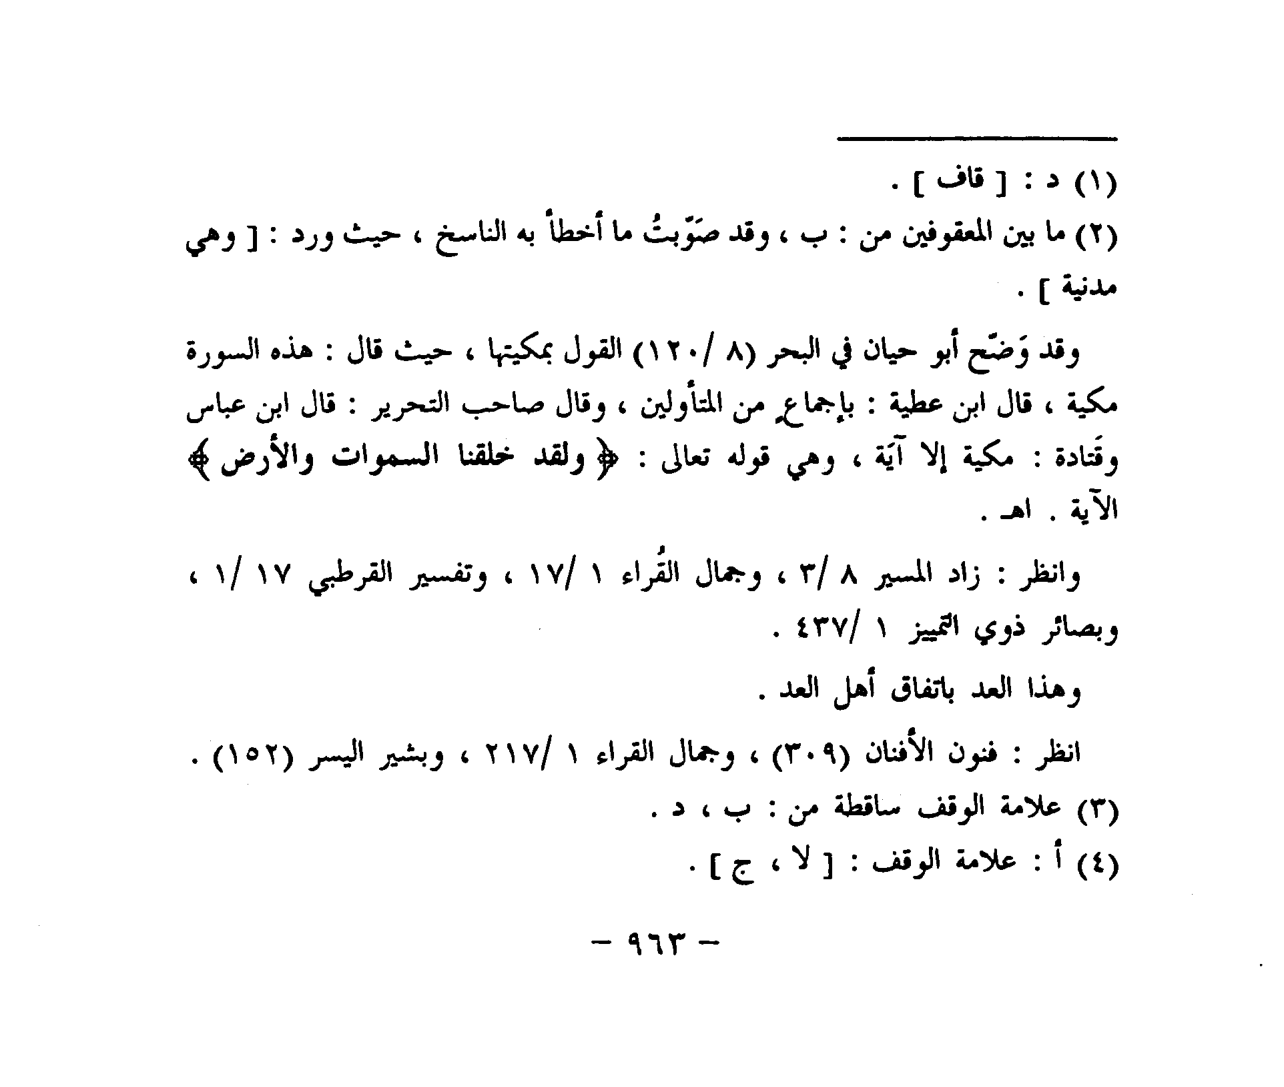 (١) د : [ قاف ] .
(٢) ما بين المعقوفين من : ب ، وقد صَوّبتُ ما أخطأ به الناسخ ، حيث ورد : [ وهي
مدنية ] .
وقد وَضّح أبو حيان في البحر (٨ /١٢٠) القول بمكيتها ، حيث قال : هذه السورة
مكية ، قال ابن عطية : بإجماعٍ من المتأولين ، وقال صاحب التحرير : قال ابن عباس
وقَتادة : مكية إلا آيَة ، وهي قوله تعالى : ﴿ ولقد خلقنا السموات والأرض ﴾
الآية . اهـ .
وانظر : زاد المسير ٨ /٣ ، وجمال القُراء ١ /١٧ ، وتفسير القرطبي ١٧ /١ ،
وبصائر ذوي التمييز ١ /٤٣٧ .
وهذا العد باتفاق أهل العد .
انظر : فنون الأفنان (٣٠٩) ، وجمال القراء ١ /٢١٧ ، وبشير اليسر (١٥٢) .
(٣) علامة الوقف ساقطة من : ب ، د .
(٤) أ : علامة الوقف : [ لا ، ج ] .
– ٩٦٣ –